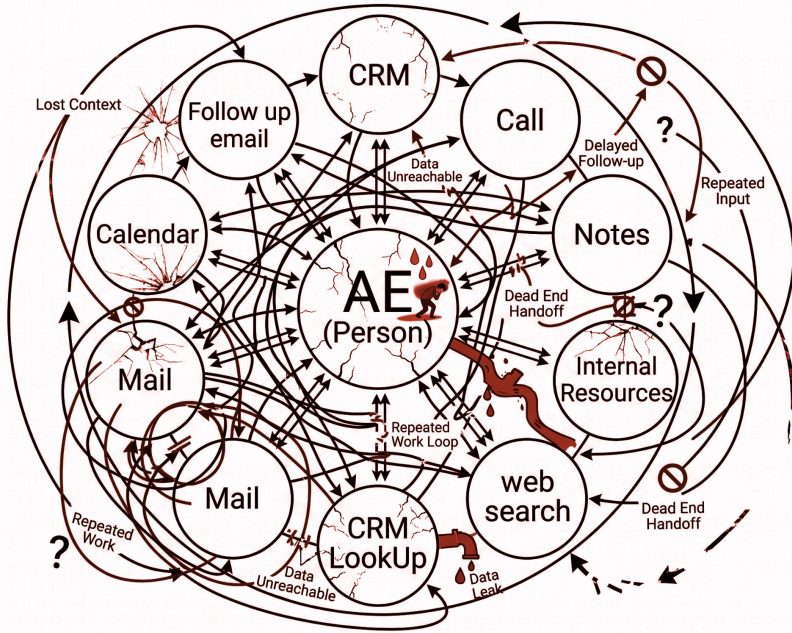 CRM
Follow up
email
Call
Lost Context
Data
Unreachable
Delayed
Follow-up
?
Repeated
Input
Calendar
Notes
AE
(Person)
Dead End
Handoff
?
Mail
Internal
Resources
Repeated
Work Loop
Mail
web
search
CRM
LookUp
Dead End
Handoff
Repeated
Work
?
Data
Unreachable
Data
Leak